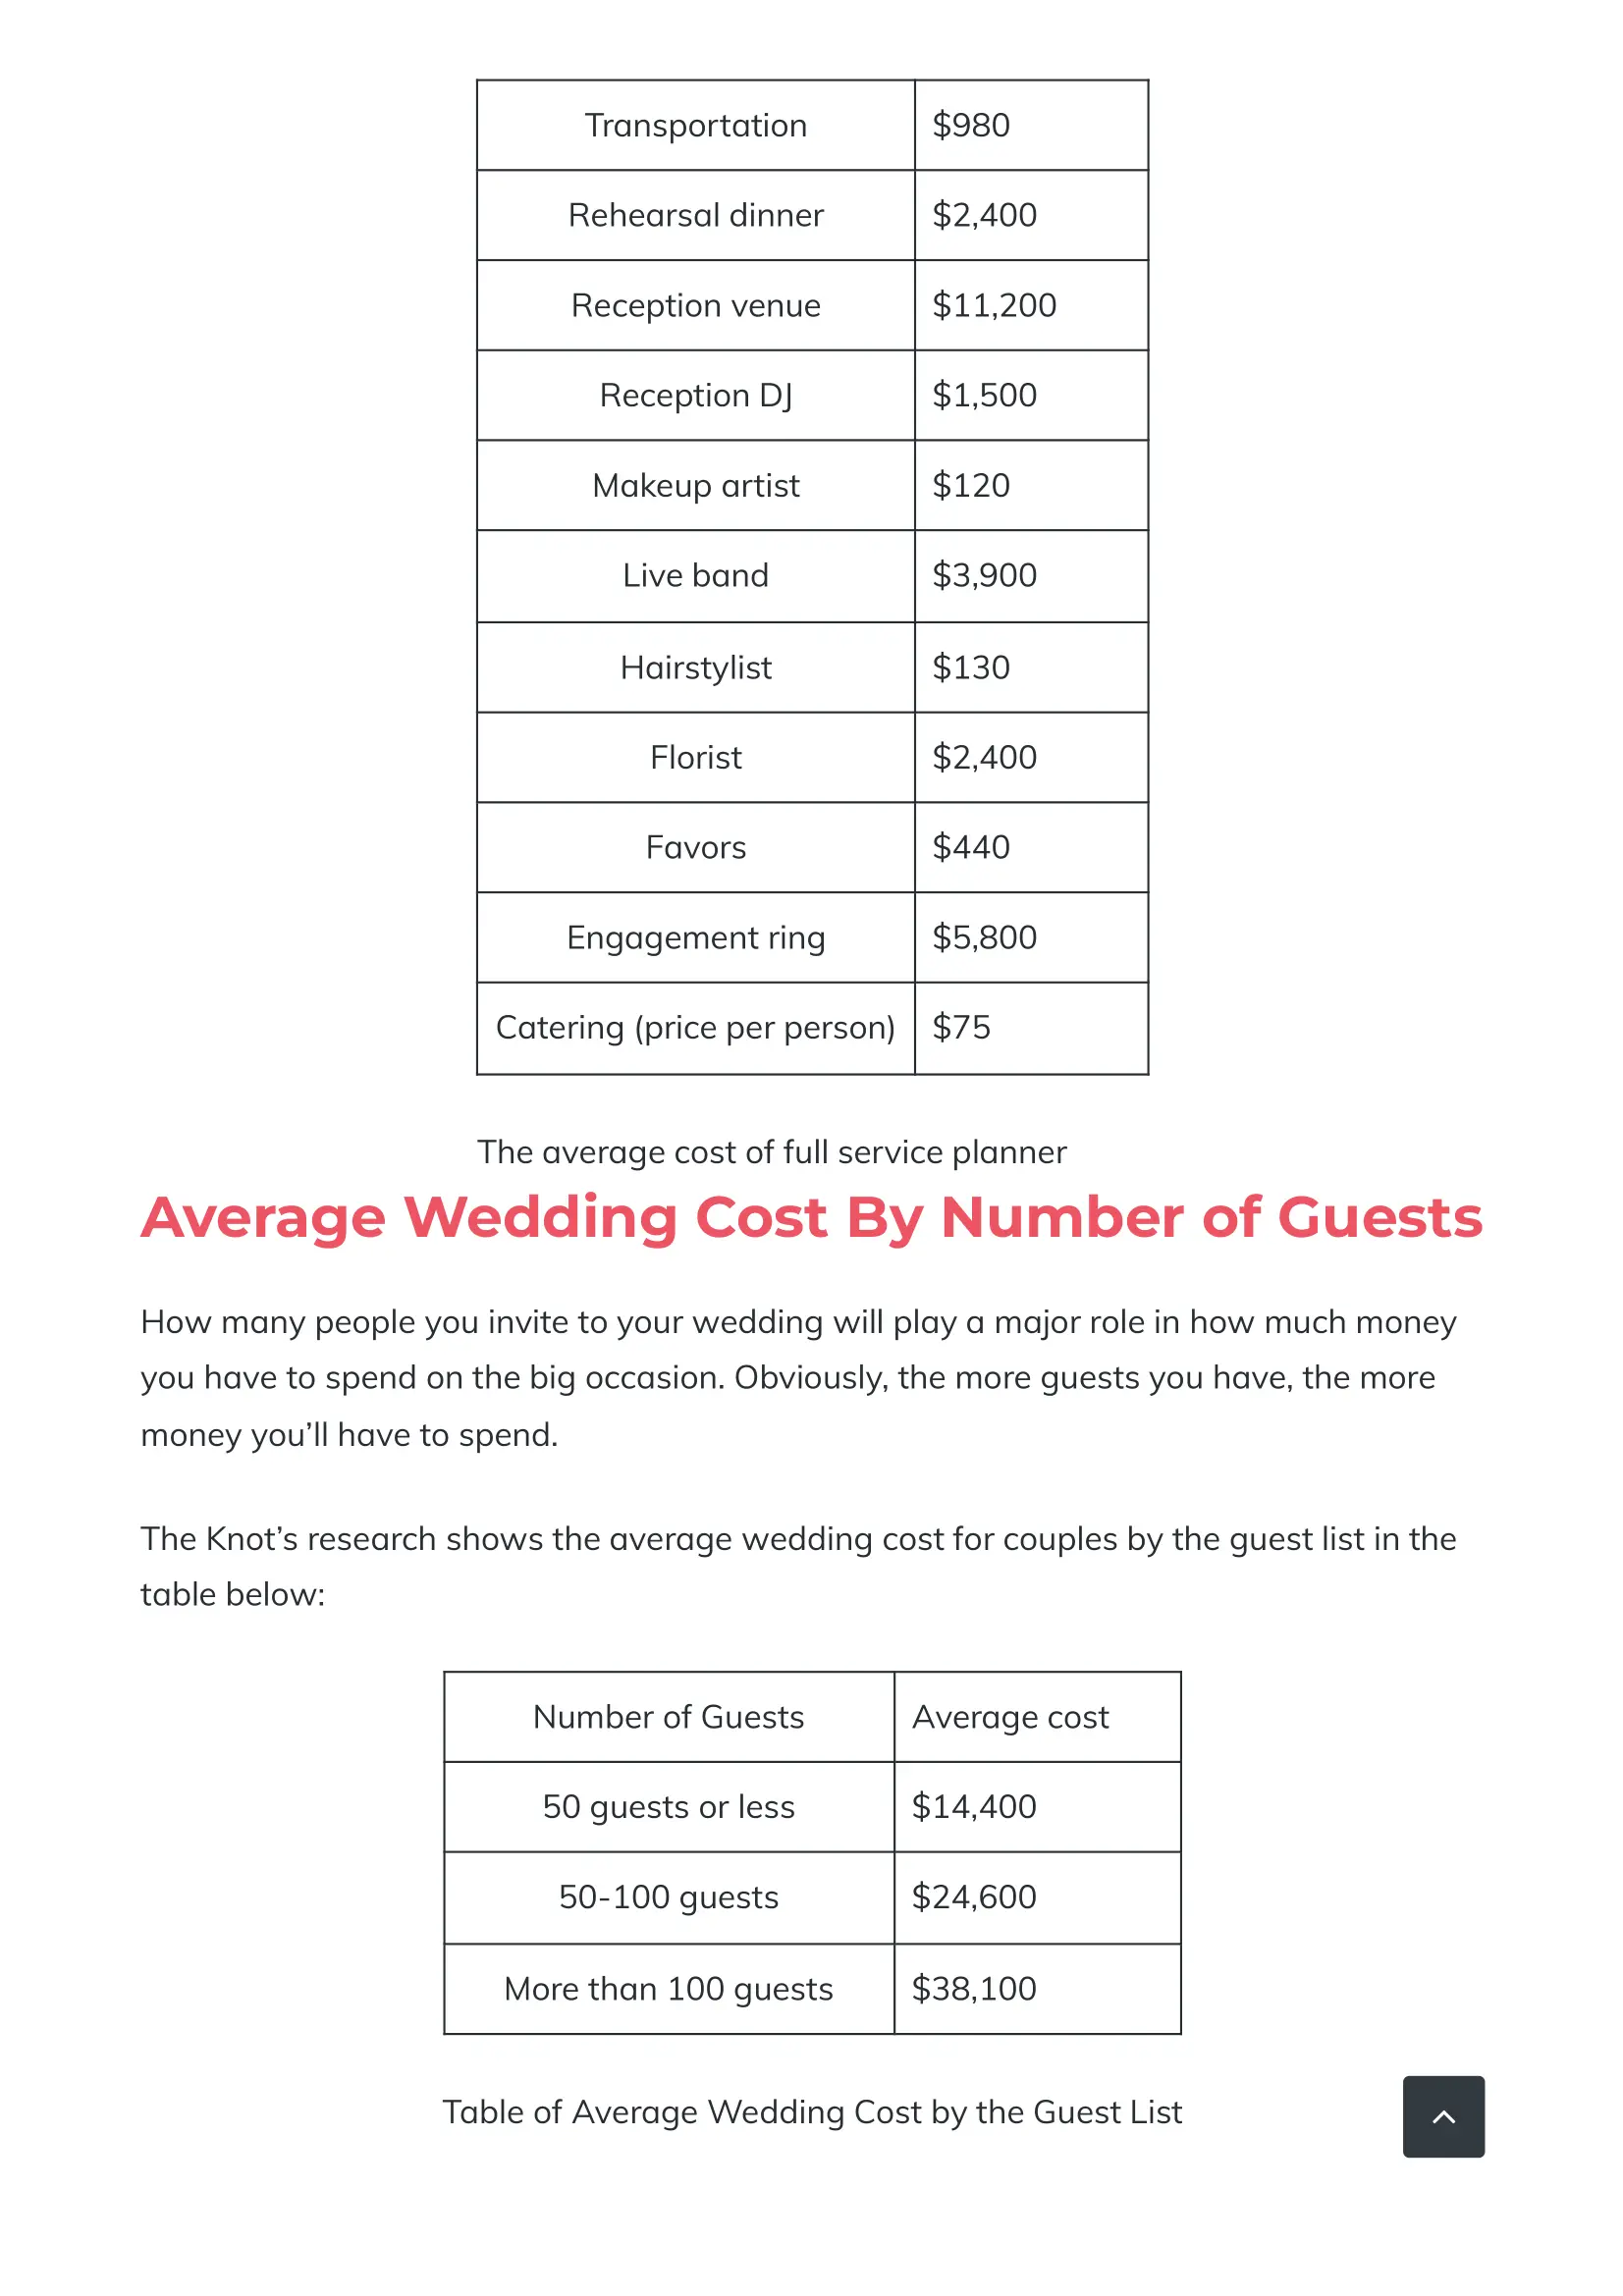 Transportation $980
Rehearsal dinner $2,400
Reception venue $11,200
Reception DJ $1,500
Makeup artist $120
Live band $3,900
Hairstylist $130
Florist $2,400
Favors $440
Engagement ring $5,800
Catering (price per person) $75
The average cost of full service planner
Average Wedding Cost By Number of Guests
How many people you invite to your wedding will play a major role in how much money
you have to spend on the big occasion. Obviously, the more guests you have, the more
money you’ll have to spend.
The Knot’s research shows the average wedding cost for couples by the guest list in the
table below:
Number of Guests Average cost
50 guests or less $14,400
50-100 guests $24,600
More than 100 guests $38,100
Table of Average Wedding Cost by the Guest List